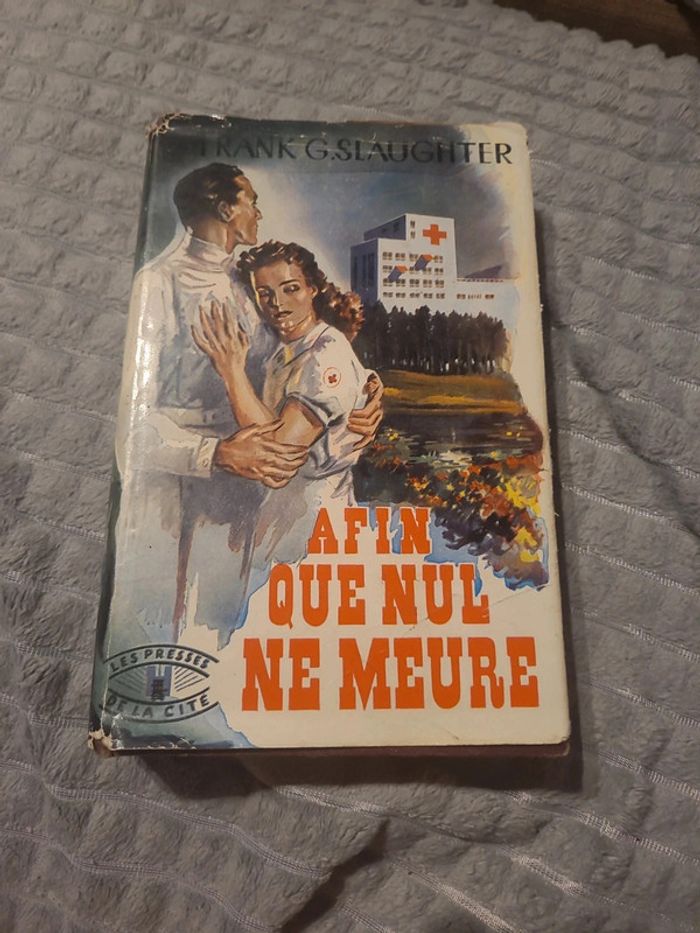 FRANK G.SLAUGHTER
AFIN
QUE NUL
NE MEURE
LES PRESSES
DE LA CITÉ